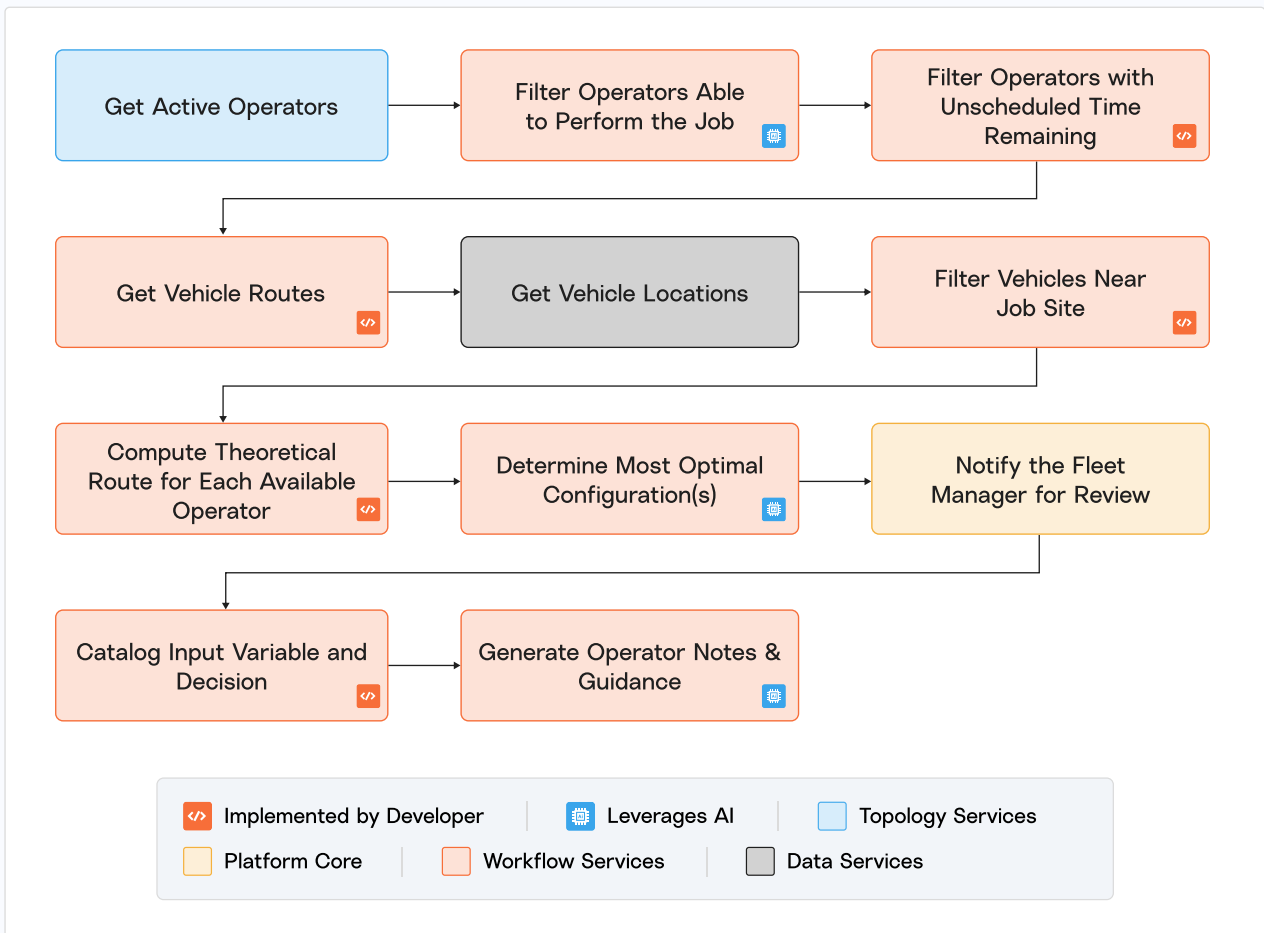 Get Active Operators
Filter Operators Able
to Perform the Job
Filter Operators with
Unscheduled Time
Remaining
Get Vehicle Routes
Get Vehicle Locations
Filter Vehicles Near
Job Site
Compute Theoretical
Route for Each Available
Operator
Determine Most Optimal
Configuration(s)
Notify the Fleet
Manager for Review
Catalog Input Variable and
Decision
Generate Operator Notes &
Guidance
Implemented by Developer
Leverages AI
Topology Services
Platform Core
Workflow Services
Data Services